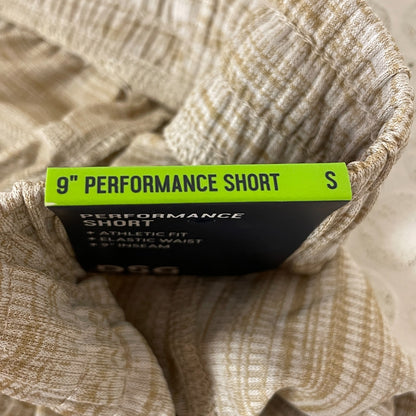 9" PERFORMANCE SHORT S
PERFORMANCE
SHORT
+ ATHLETIC FIT
+ ELASTIC WAIST
+ 9" INSEAM